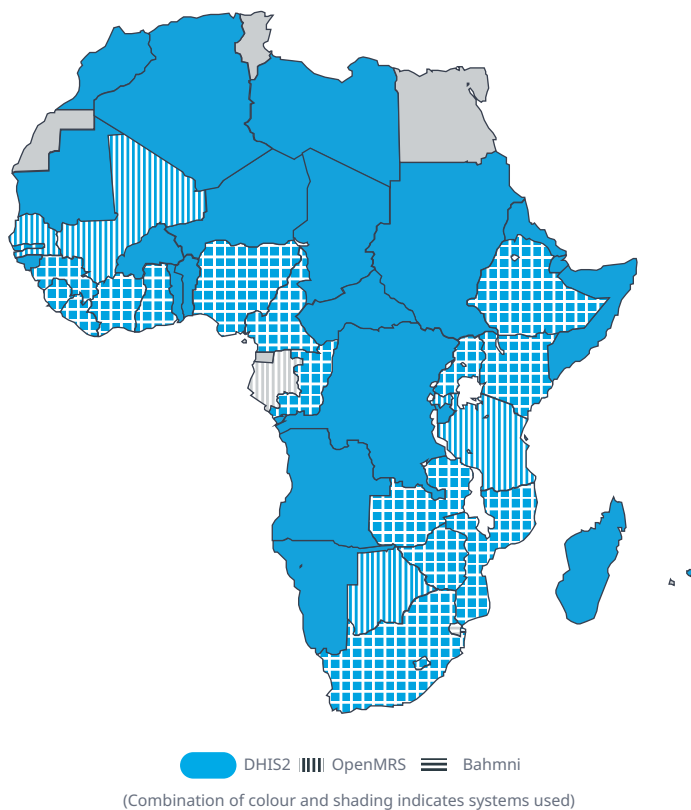 DHIS2 OpenMRS Bahmni
(Combination of colour and shading indicates systems used)